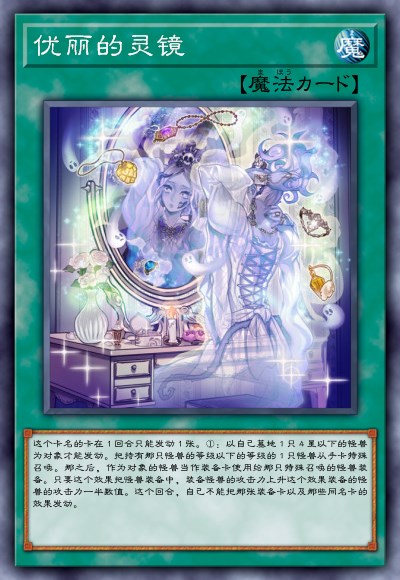 优丽的灵镜
魔
【魔法カード】
ま ほう
这个卡名的卡在1回合只能发动1张。①：以自己墓地1只4星以下的怪兽
为对象才能发动。把持有那只怪兽的等级以下的等级的1只怪兽从手卡特殊
召唤。那之后，作为对象的怪兽当作装备卡使用给那只特殊召唤的怪兽装
备。只要这个效果把怪兽装备中，装备怪兽的攻击力上升这个效果装备的怪
兽的攻击力一半数值。这个回合，自己不能把那张装备卡以及那些同名卡的
效果发动。